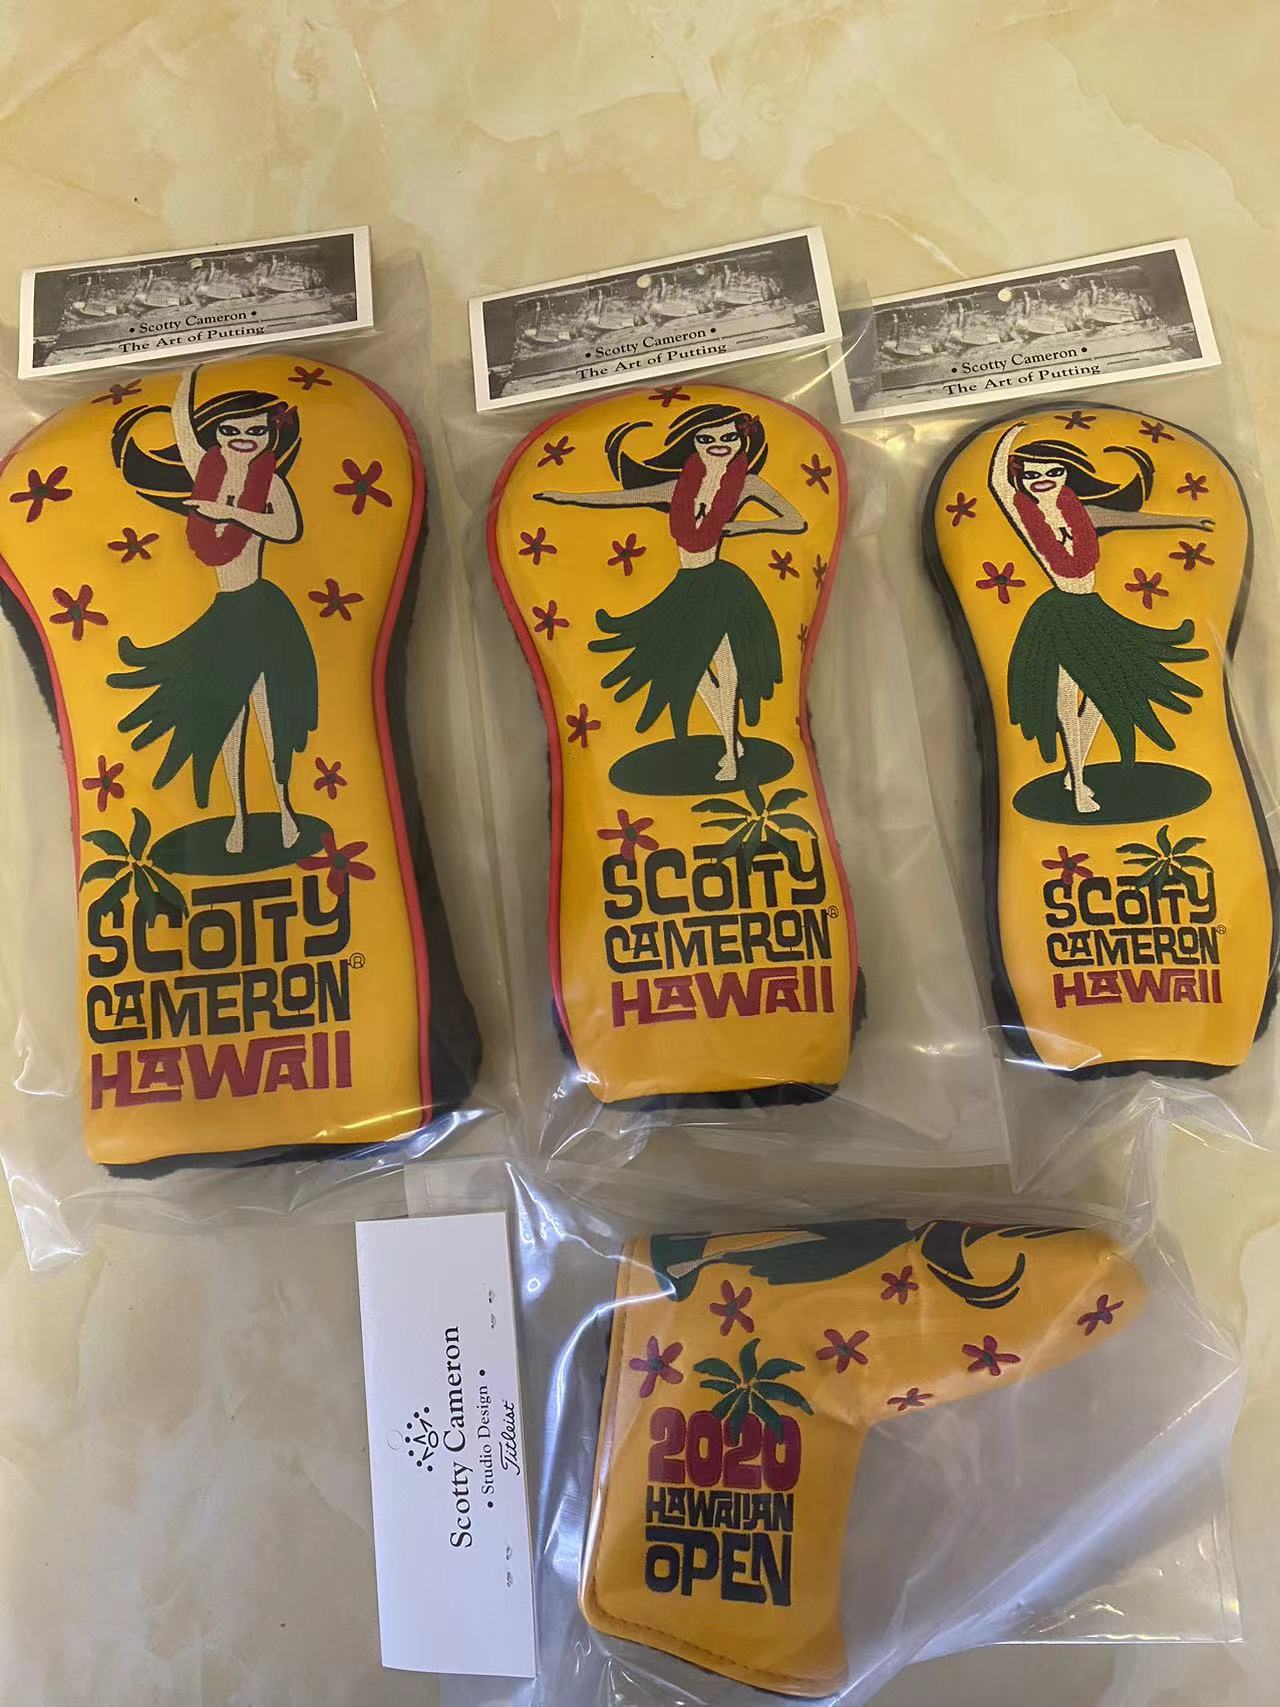 • Scotty Cameron •
The Art of Putting
• Scotty Cameron •
The Art of Putting
• Scotty Cameron •
The Art of Putting
SCOTTY
CAMERON®
HAWAII
SCOTTY
CAMERON®
HAWAII
SCOTTY
CAMERON®
HAWAII
Scotty Cameron
• Studio Design •
Titleist
2020
HAWAIIAN
OPEN